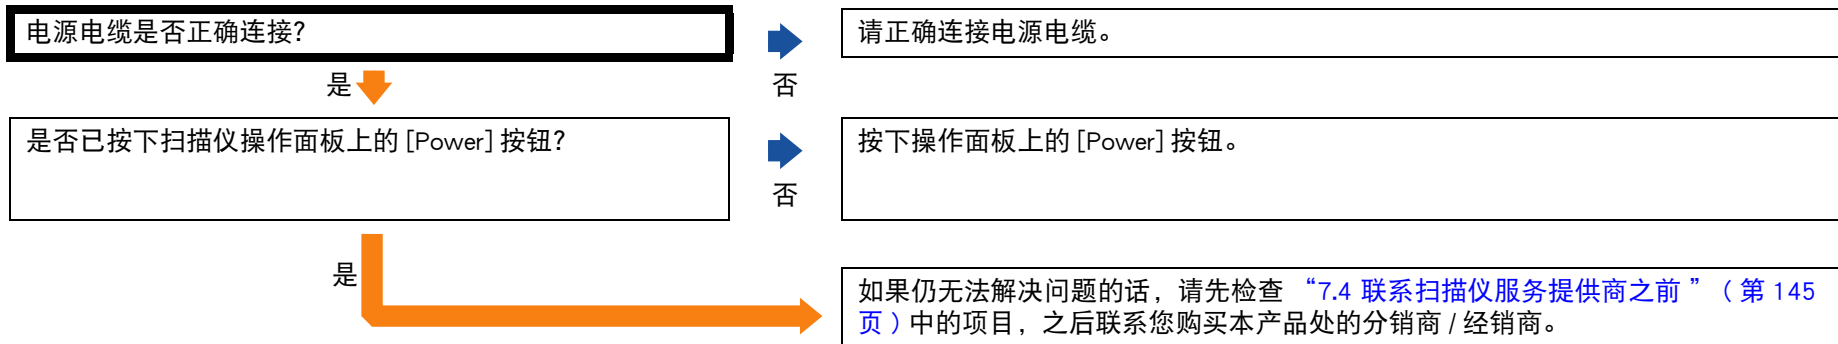 电源电缆是否正确连接？
请正确连接电源电缆。
是
否
是否已按下扫描仪操作面板上的 [Power] 按钮？
按下操作面板上的 [Power] 按钮。
否
是
如果仍无法解决问题的话，请先检查 “7.4 联系扫描仪服务提供商之前 ”（ 第 145
页 ）中的项目，之后联系您购买本产品处的分销商 / 经销商。